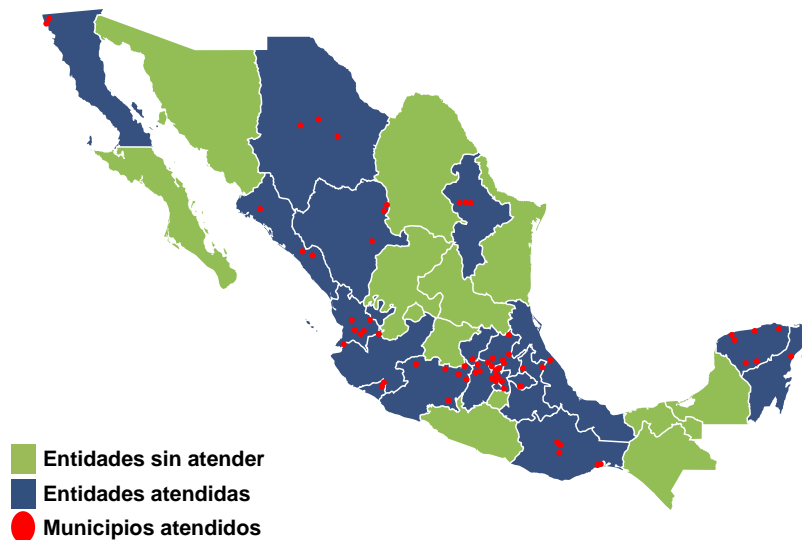 Entidades sin atender
Entidades atendidas
Municipios atendidos